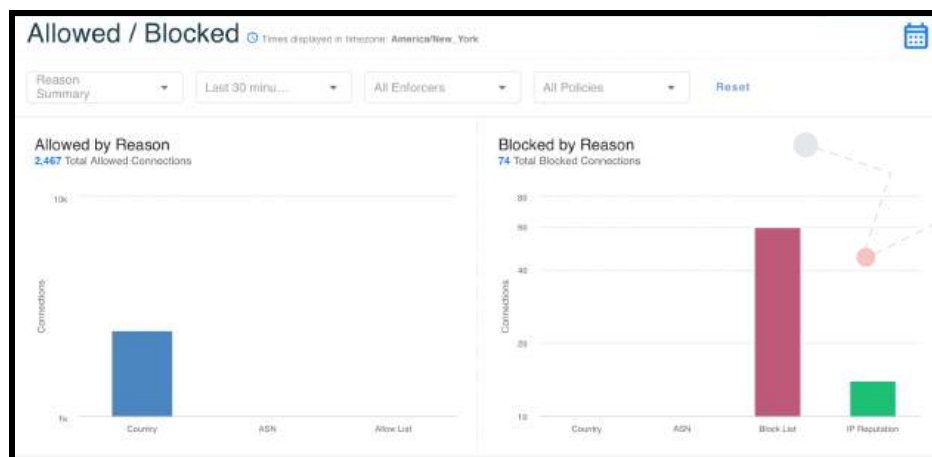 Allowed / Blocked Times displayed in timezone: America/New_York
Reason Summary
Last 30 minu....
All Enforcers
All Policies
Reset
Allowed by Reason
2,467 Total Allowed Connections
10k
Connections
1k
Country
ASN
Allow List
Blocked by Reason
74 Total Blocked Connections
80
60
40
20
10
Connections
Country
ASN
Block List
IP Reputation